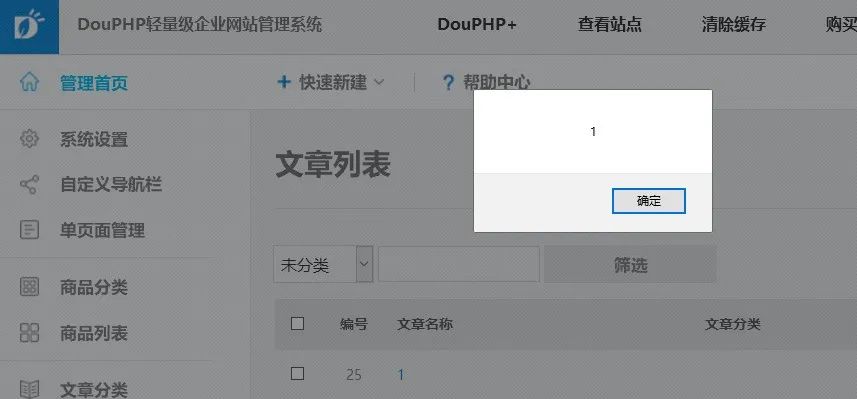 DouPHP轻量级企业网站管理系统 DouPHP+ 查看站点 清除缓存 购买
管理首页 快速新建 ? 帮助中心
1
确定
系统设置
自定义导航栏
单页面管理
商品分类
商品列表
文章分类
文章列表
未分类 筛选
编号 文章名称 文章分类
25 1